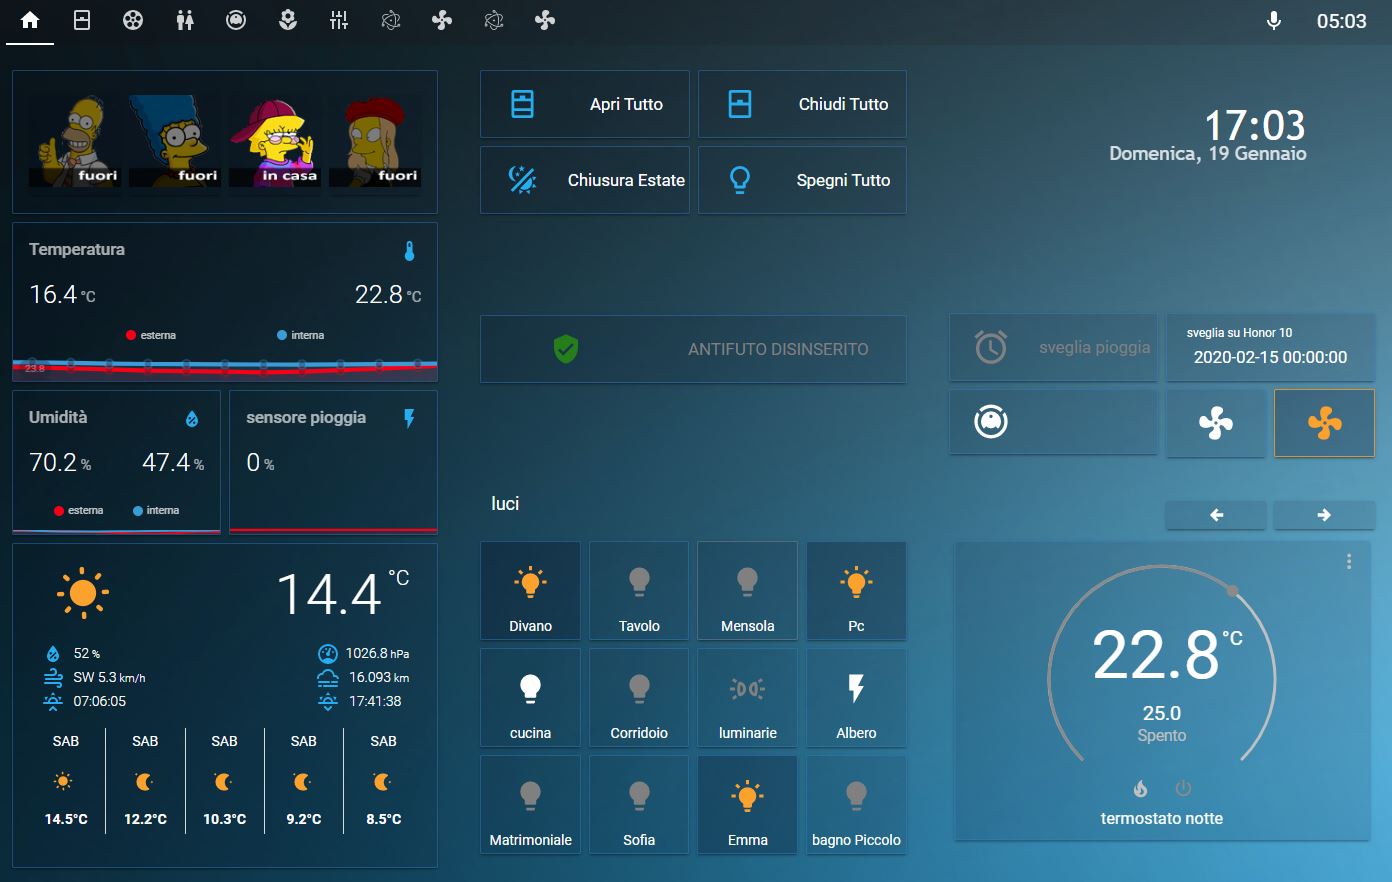 05:03
fuori
fuori
in casa
fuori
Apri Tutto
Chiudi Tutto
Chiusura Estate
Spegni Tutto
17:03
Domenica, 19 Gennaio
Temperatura
16.4 °C
22.8 °C
esterna
interna
23.8
ANTIFUTO DISINSERITO
sveglia pioggia
sveglia su Honor 10
2020-02-15 00:00:00
Umidità
70.2 %
47.4 %
esterna
interna
sensore pioggia
0 %
luci
14.4 °C
52 %
1026.8 hPa
SW 5.3 km/h
16.093 km
07:06:05
17:41:38
SAB
SAB
SAB
SAB
SAB
14.5°C
12.2°C
10.3°C
9.2°C
8.5°C
Divano
Tavolo
Mensola
Pc
cucina
Corridoio
luminarie
Albero
Matrimoniale
Sofia
Emma
bagno Piccolo
22.8 °C
25.0
Spento
termostato notte